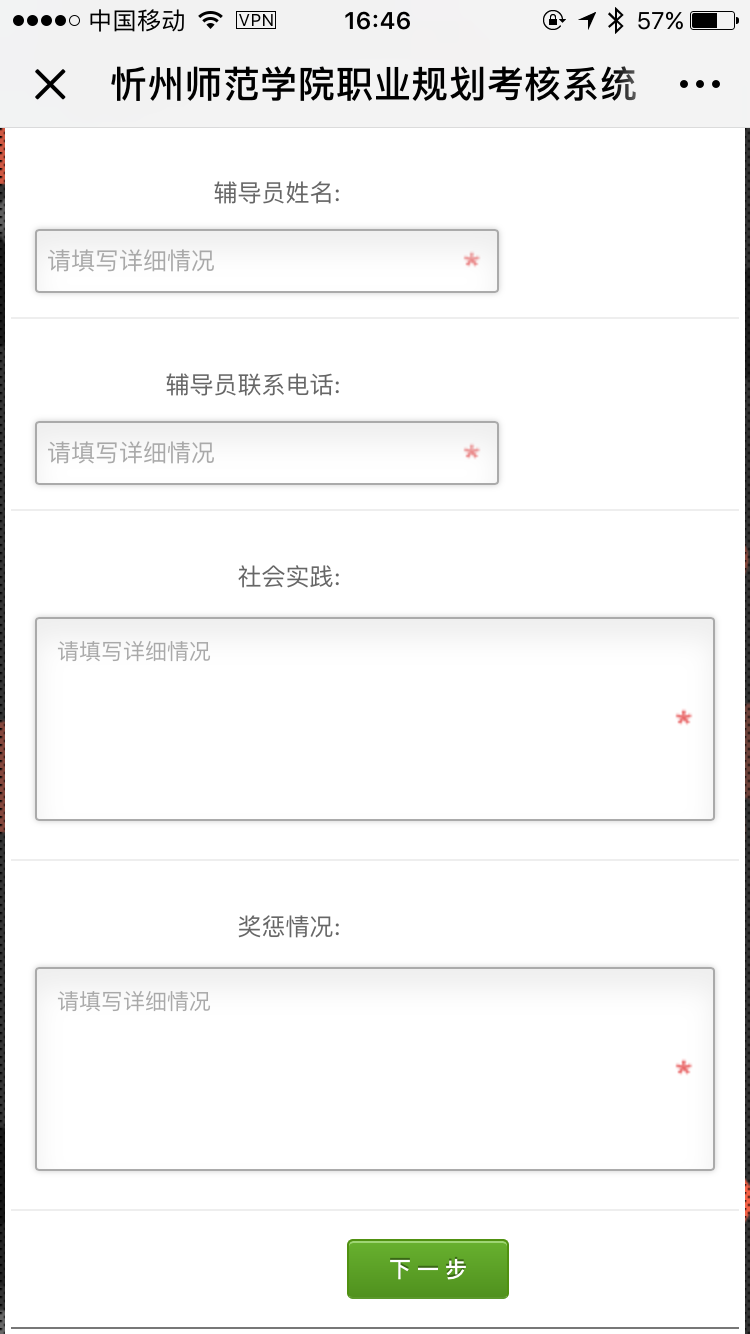 中国移动 VPN 16:46 57%
忻州师范学院职业规划考核系统
辅导员姓名:
请填写详细情况 *
辅导员联系电话:
请填写详细情况 *
社会实践:
请填写详细情况
*
奖惩情况:
请填写详细情况
*
下一步